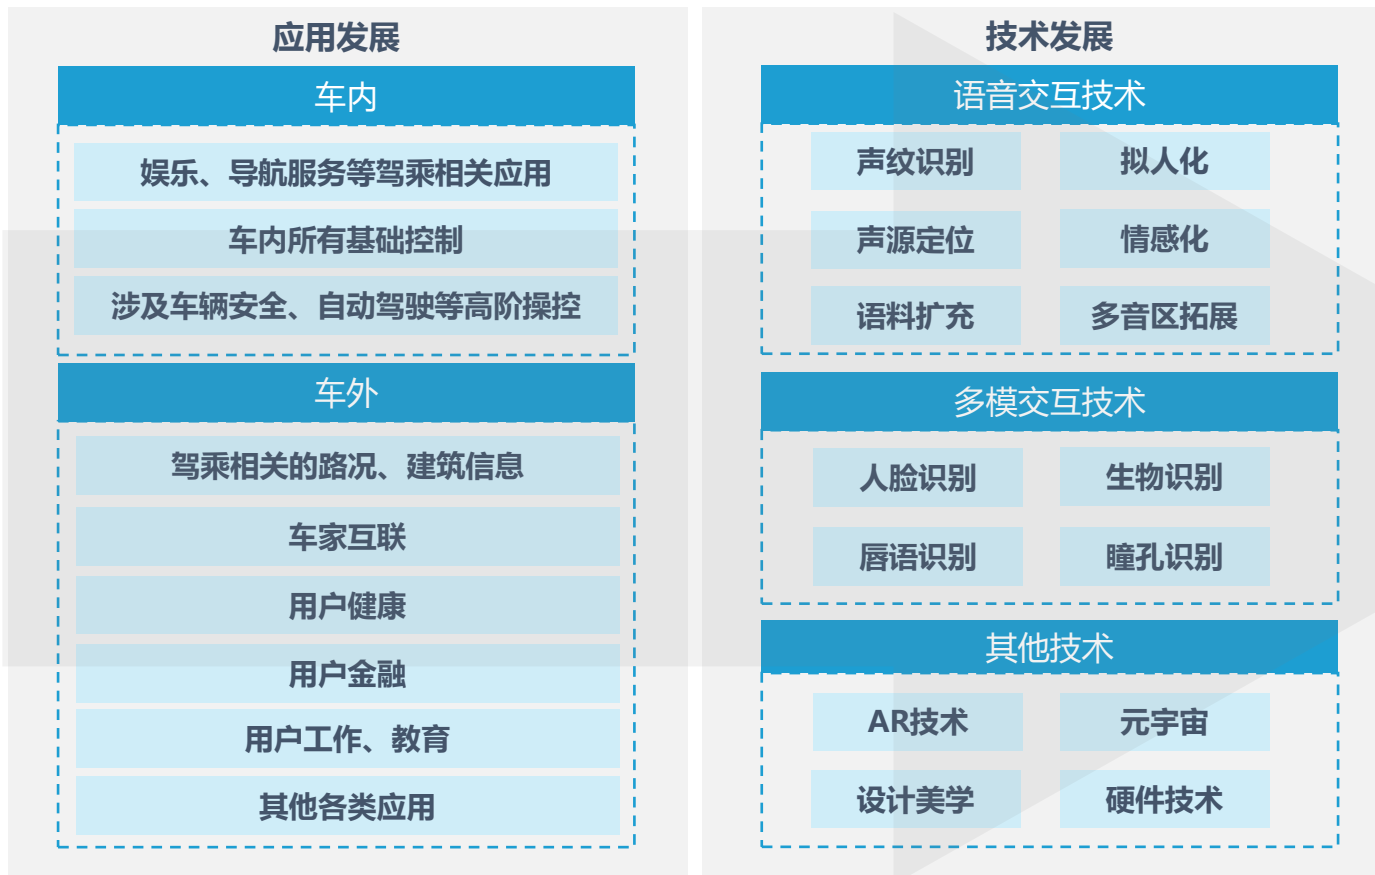 应用发展
车内
娱乐、导航服务等驾乘相关应用
车内所有基础控制
涉及车辆安全、自动驾驶等高阶操控
车外
驾乘相关的路况、建筑信息
车家互联
用户健康
用户金融
用户工作、教育
其他各类应用
技术发展
语音交互技术
声纹识别
拟人化
声源定位
情感化
语料扩充
多音区拓展
多模交互技术
人脸识别
生物识别
唇语识别
瞳孔识别
其他技术
AR技术
元宇宙
设计美学
硬件技术